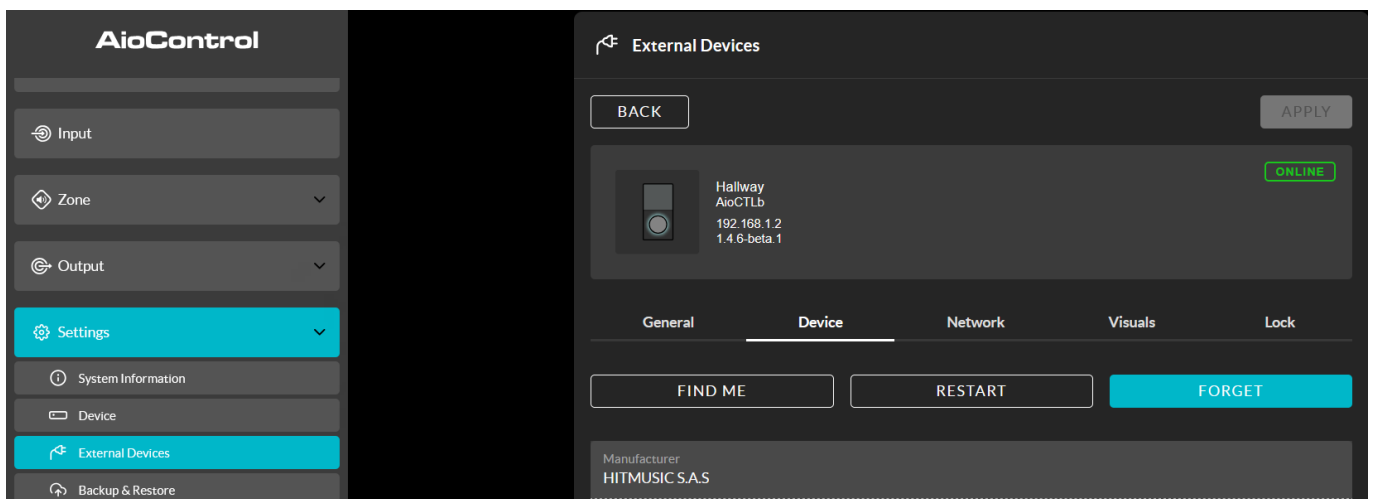 AioControl
Input
Zone
Output
Settings
System Information
Device
External Devices
Backup & Restore
External Devices
BACK
APPLY
Hallway
AioCTLb
192.168.1.2
1.4.6-beta.1
ONLINE
General Device Network Visuals Lock
FIND ME RESTART FORGET
Manufacturer
HITMUSIC S.A.S